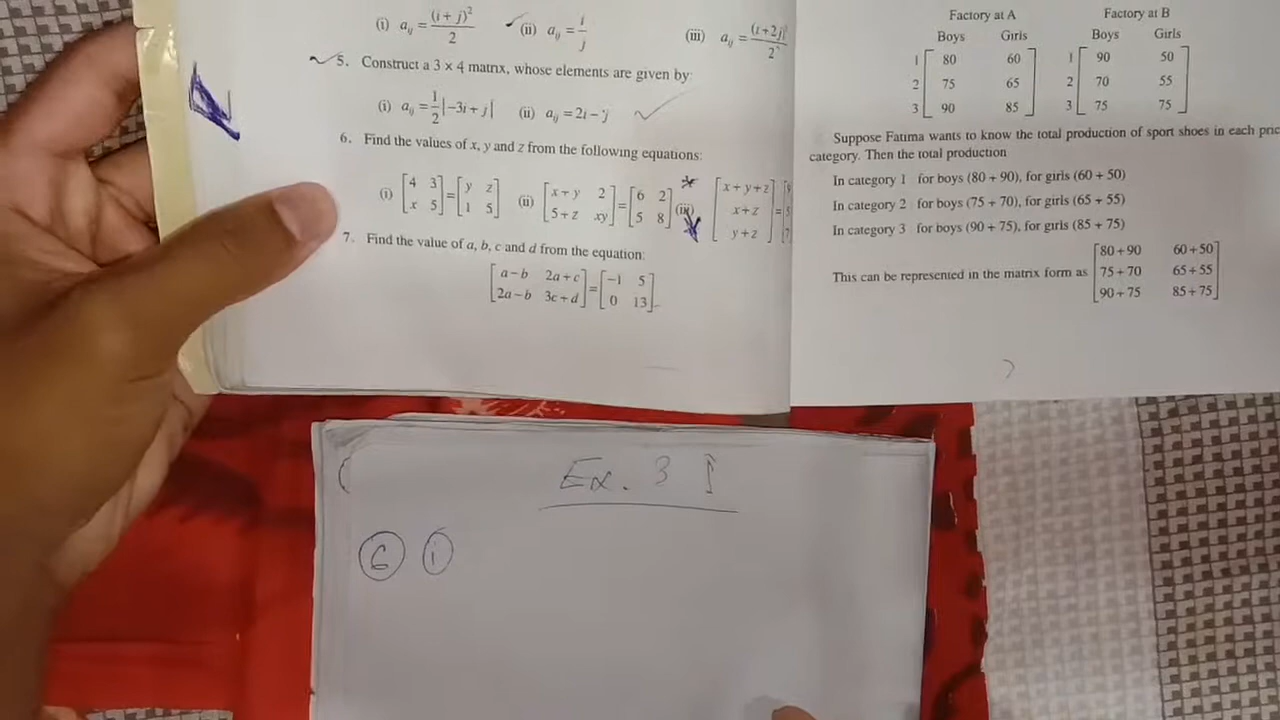 (i) aij = (i + j)² / 2 (ii) aij = i / j (iii) aij = (i + 2j)² / 2
5. Construct a 3 × 4 matrix, whose elements are given by:
(i) aij = 1/2 |−3i + j| (ii) aij = 2i − j
6. Find the values of x, y and z from the following equations:
(i) [4 3; x 5] = [y z; 1 5] (ii) [x+y 2; 5+z xy] = [6 2; 5 8] (iii) [x+y+z; x+z; y+z] = [9; 5; 7]
7. Find the value of a, b, c and d from the equation:
[a−b 2a+c; 2a−b 3c+d] = [−1 5; 0 13]
Factory at A Factory at B
Boys Girls Boys Girls
1 [80 60] 1 [90 50]
2 [75 65] 2 [70 55]
3 [90 85] 3 [75 75]
Suppose Fatima wants to know the total production of sport shoes in each
category. Then the total production
In category 1 for boys (80 + 90), for girls (60 + 50)
In category 2 for boys (75 + 70), for girls (65 + 55)
In category 3 for boys (90 + 75), for girls (85 + 75)
This can be represented in the matrix form as [80+90 60+50; 75+70 65+55; 90+75 85+75]
Ex. 3 1
6 i